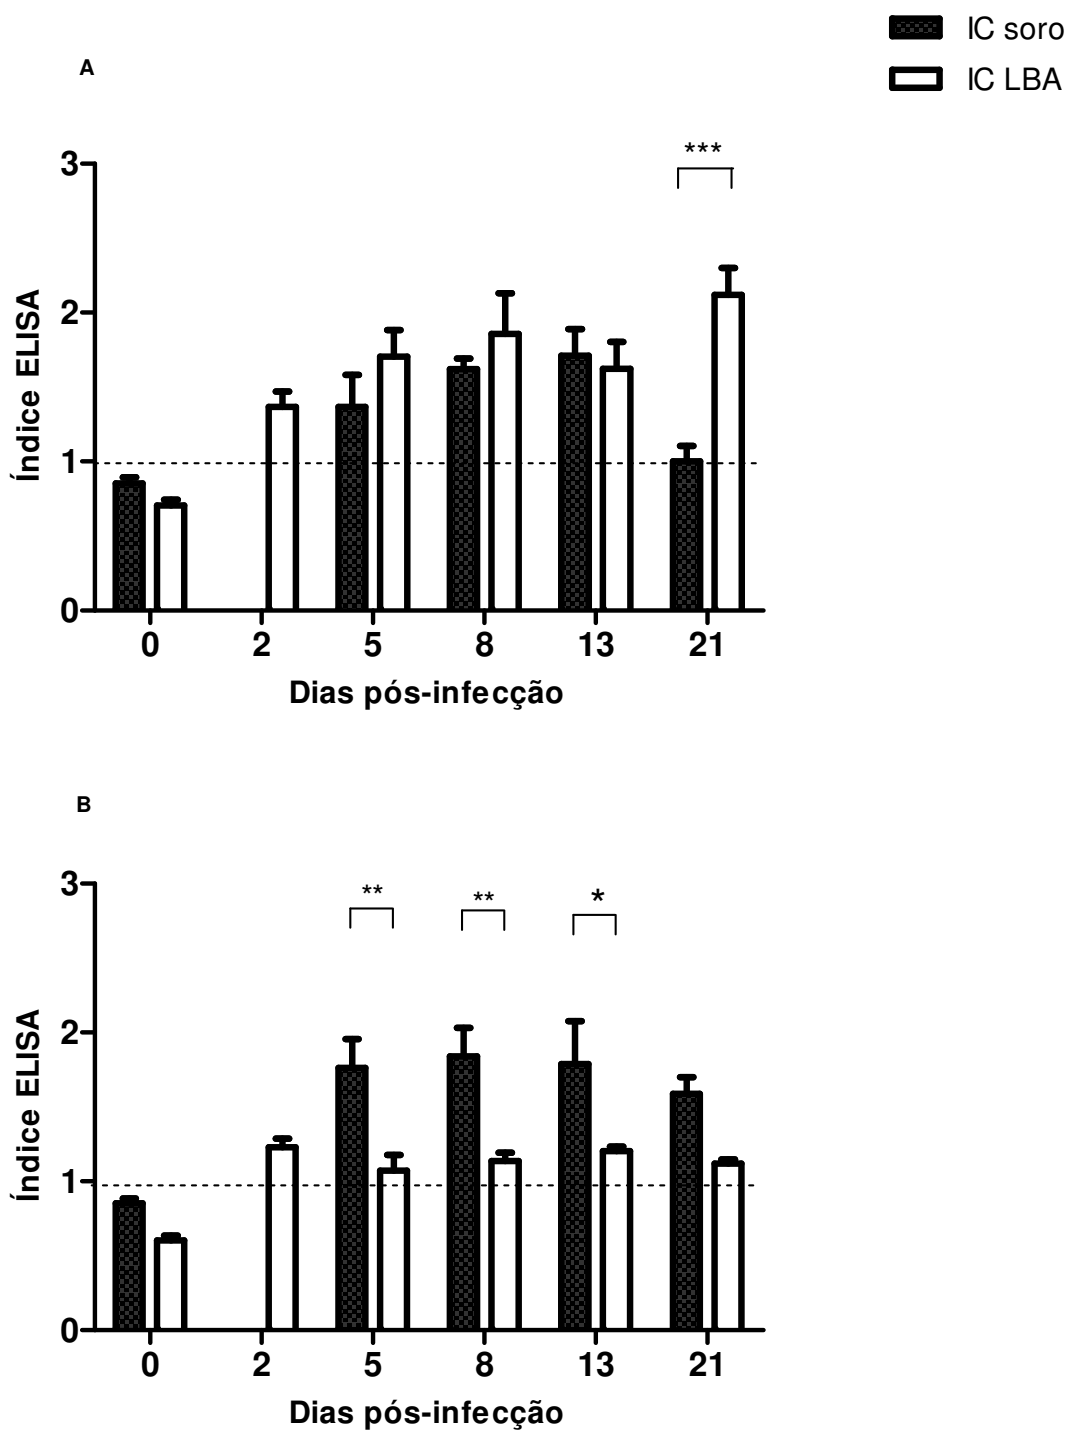 IC soro
IC LBA
A
***
3
2
1
0
Índice ELISA
0 2 5 8 13 21
Dias pós-infecção
B
** ** *
3
2
1
0
Índice ELISA
0 2 5 8 13 21
Dias pós-infecção